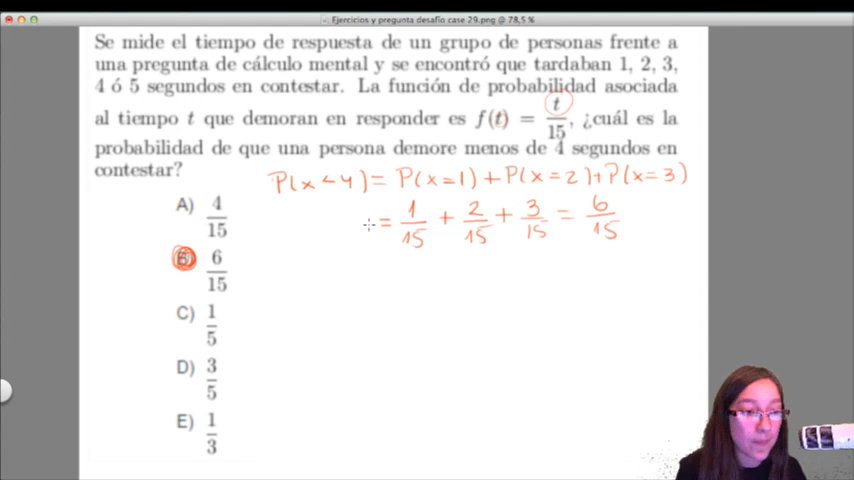 Ejercicios y pregunta desafío case 29.png @ 78,5 %
Se mide el tiempo de respuesta de un grupo de personas frente a
una pregunta de cálculo mental y se encontró que tardaban 1, 2, 3,
4 ó 5 segundos en contestar. La función de probabilidad asociada
al tiempo t que demoran en responder es f(t) = t/15, ¿cuál es la
probabilidad de que una persona demore menos de 4 segundos en
contestar?
P(x<4) = P(x=1) + P(x=2) + P(x=3)
= 1/15 + 2/15 + 3/15 = 6/15
A) 4/15
B) 6/15
C) 1/5
D) 3/5
E) 1/3